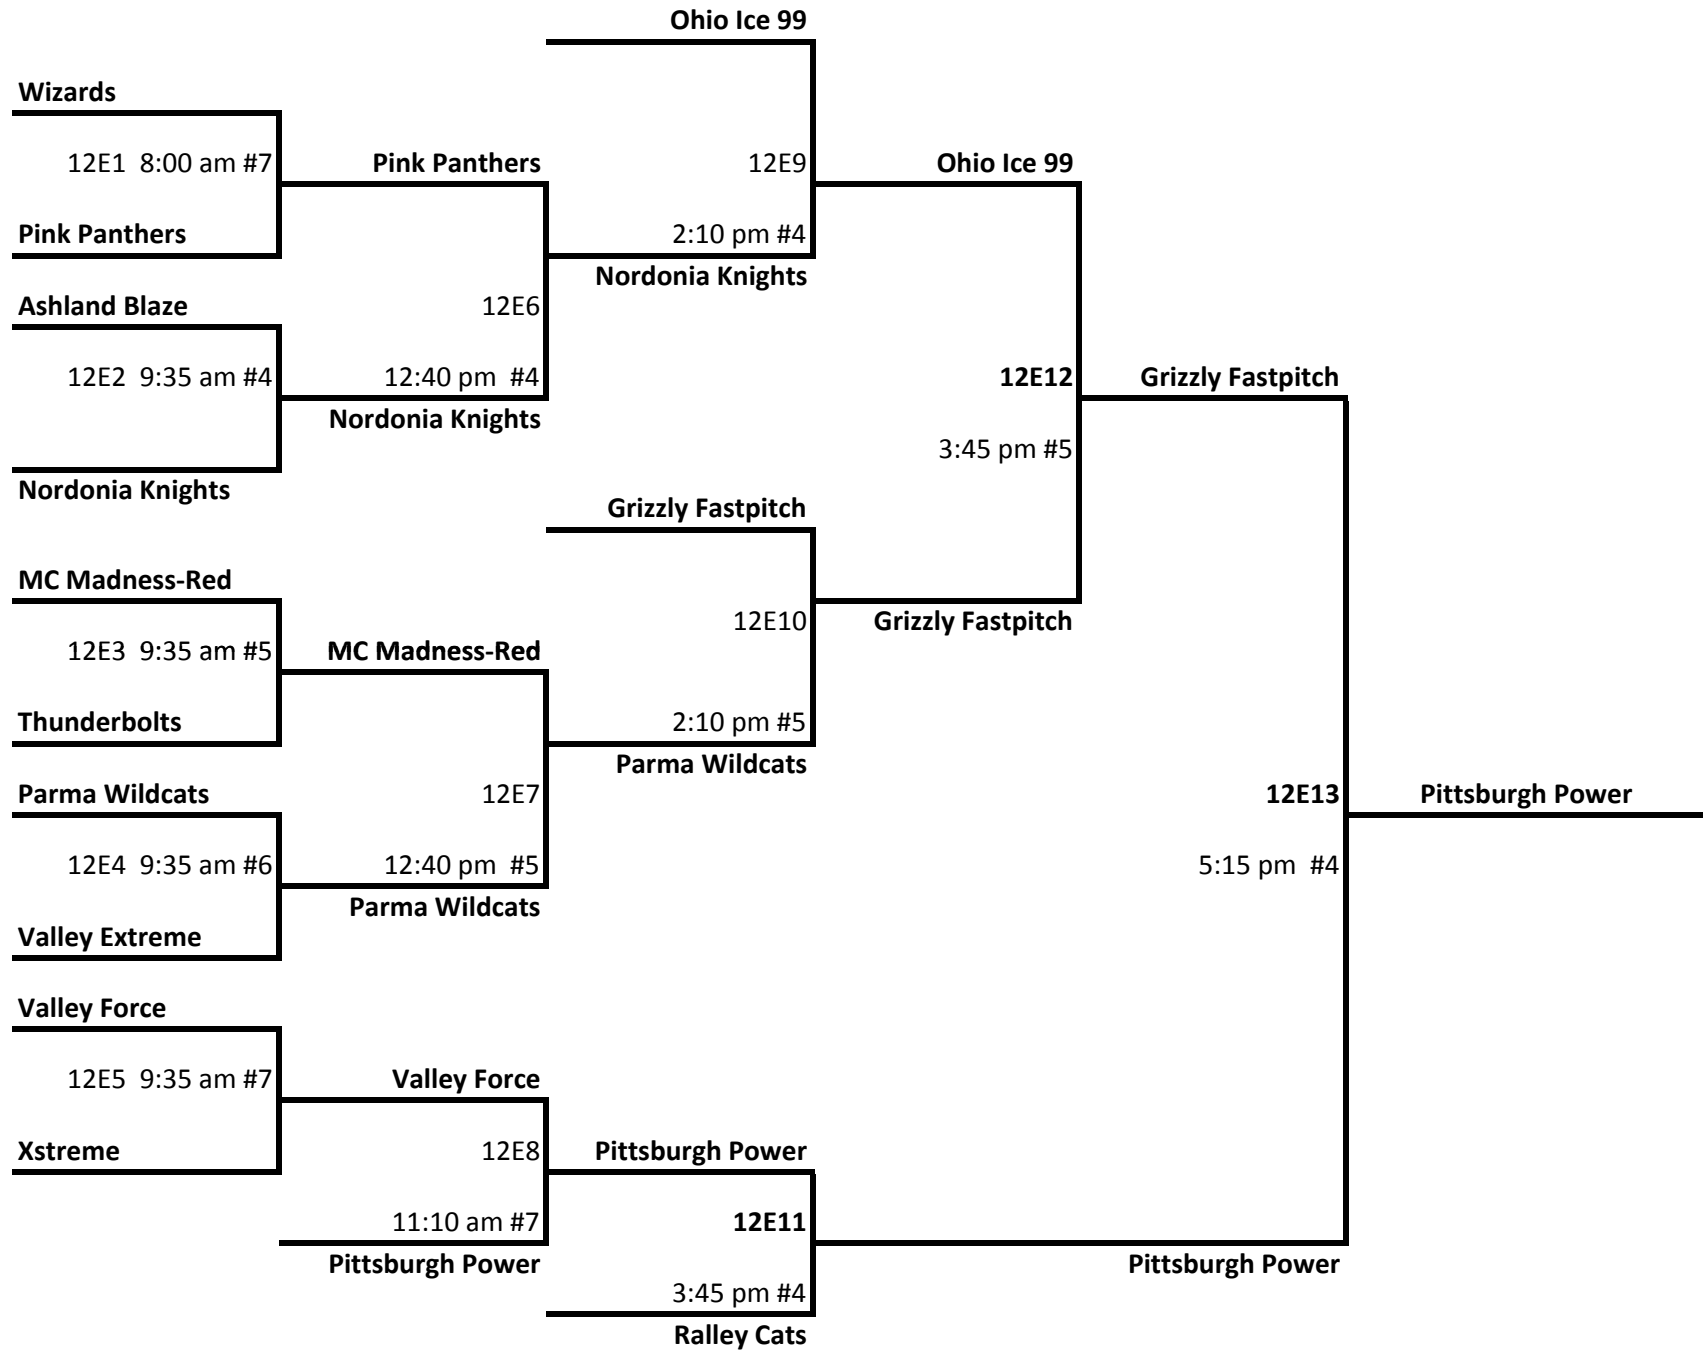 Ohio Ice 99
Wizards
12E1 8:00 am #7
Pink Panthers
12E9
Ohio Ice 99
Pink Panthers
2:10 pm #4
Nordonia Knights
Ashland Blaze
12E6
12E2 9:35 am #4
12:40 pm #4
12E12
Grizzly Fastpitch
Nordonia Knights
3:45 pm #5
Nordonia Knights
Grizzly Fastpitch
MC Madness-Red
12E10
Grizzly Fastpitch
12E3 9:35 am #5
MC Madness-Red
Thunderbolts
2:10 pm #5
Parma Wildcats
Parma Wildcats
12E7
12E13
Pittsburgh Power
12E4 9:35 am #6
12:40 pm #5
5:15 pm #4
Parma Wildcats
Valley Extreme
Valley Force
12E5 9:35 am #7
Valley Force
Xstreme
12E8
Pittsburgh Power
11:10 am #7
12E11
Pittsburgh Power
Pittsburgh Power
3:45 pm #4
Ralley Cats